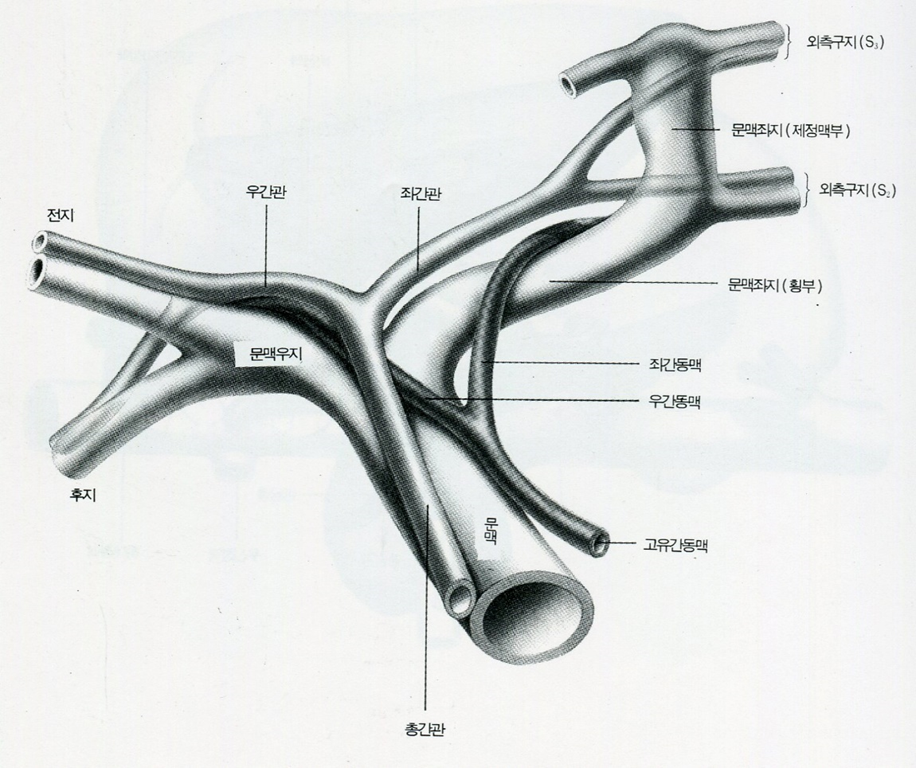 외측구지 (S₃)
문맥좌지 ( 제정맥부 )
우간관
좌간관
외측구지 (S₂)
전지
문맥좌지 ( 횡부 )
문맥우지
좌간동맥
우간동맥
후지
문
맥
고유간동맥
총간관